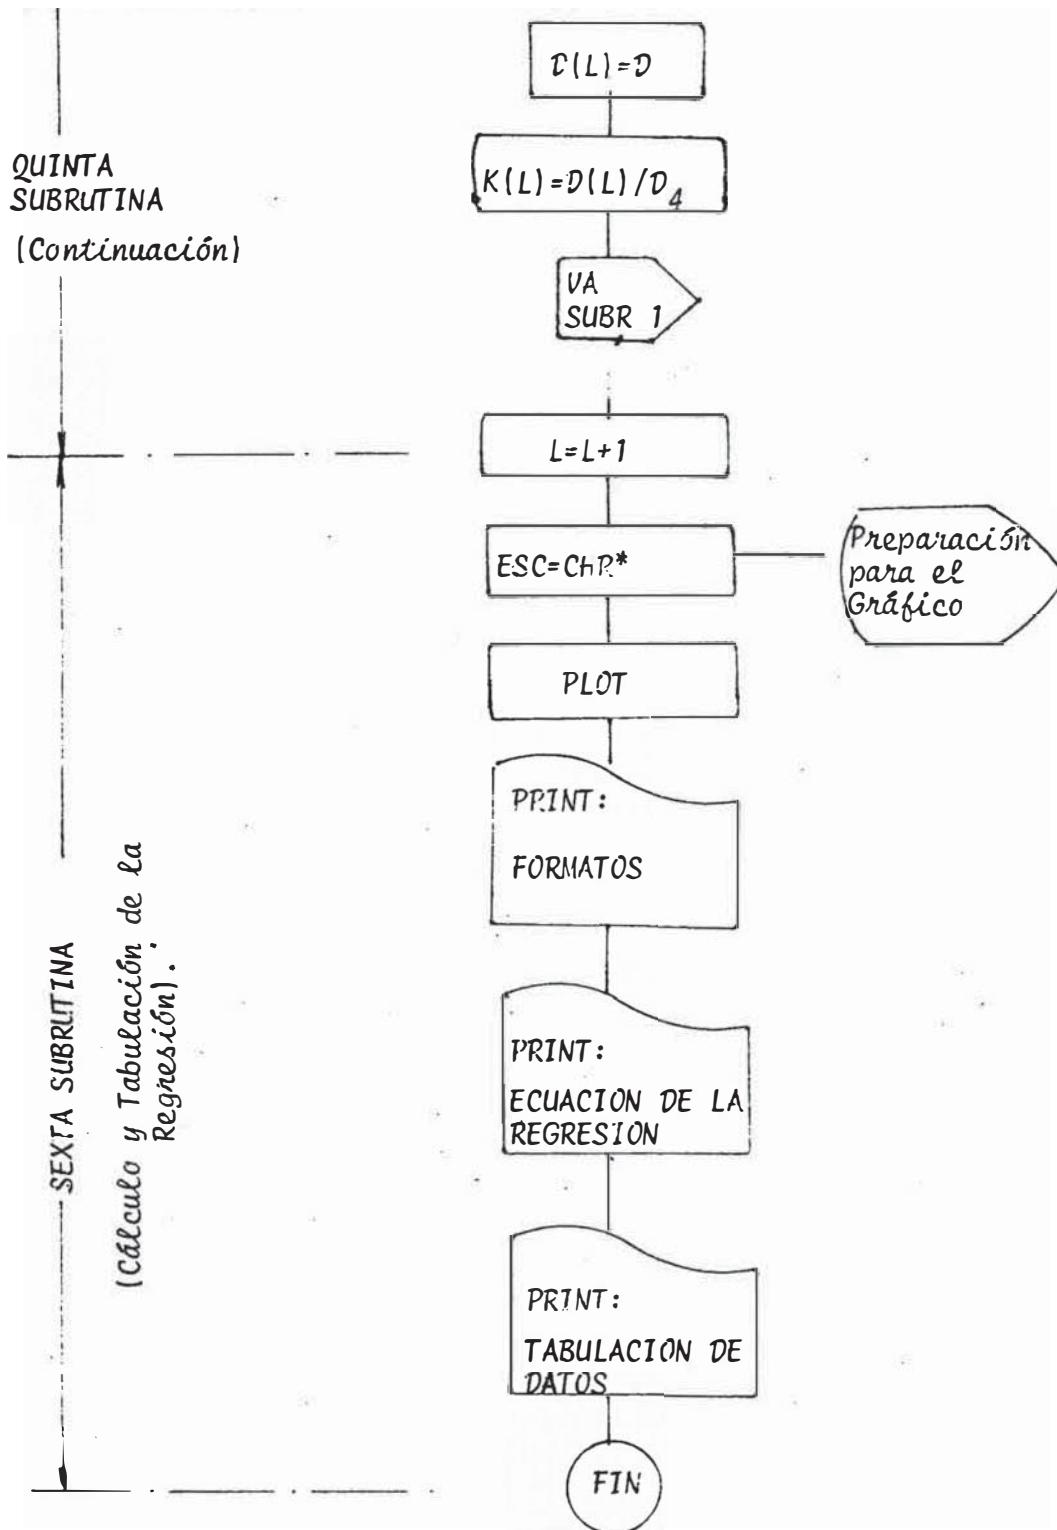 D(L)=D
QUINTA
SUBRUTINA
(Continuación)
K(L)=D(L)/D4
VA
SUBR 1
L=L+1
ESC=ChR*
Preparación
para el
Gráfico
PLOT
PRINT:
FORMATOS
SEXTA SUBRUTINA
(Cálculo y Tabulación de la
Regresión).
PRINT:
ECUACION DE LA
REGRESION
PRINT:
TABULACION DE
DATOS
FIN